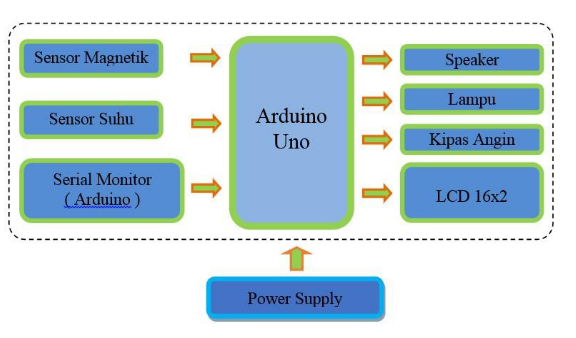 Sensor Magnetik
Sensor Suhu
Serial Monitor
( Arduino )
Arduino
Uno
Speaker
Lampu
Kipas Angin
LCD 16x2
Power Supply